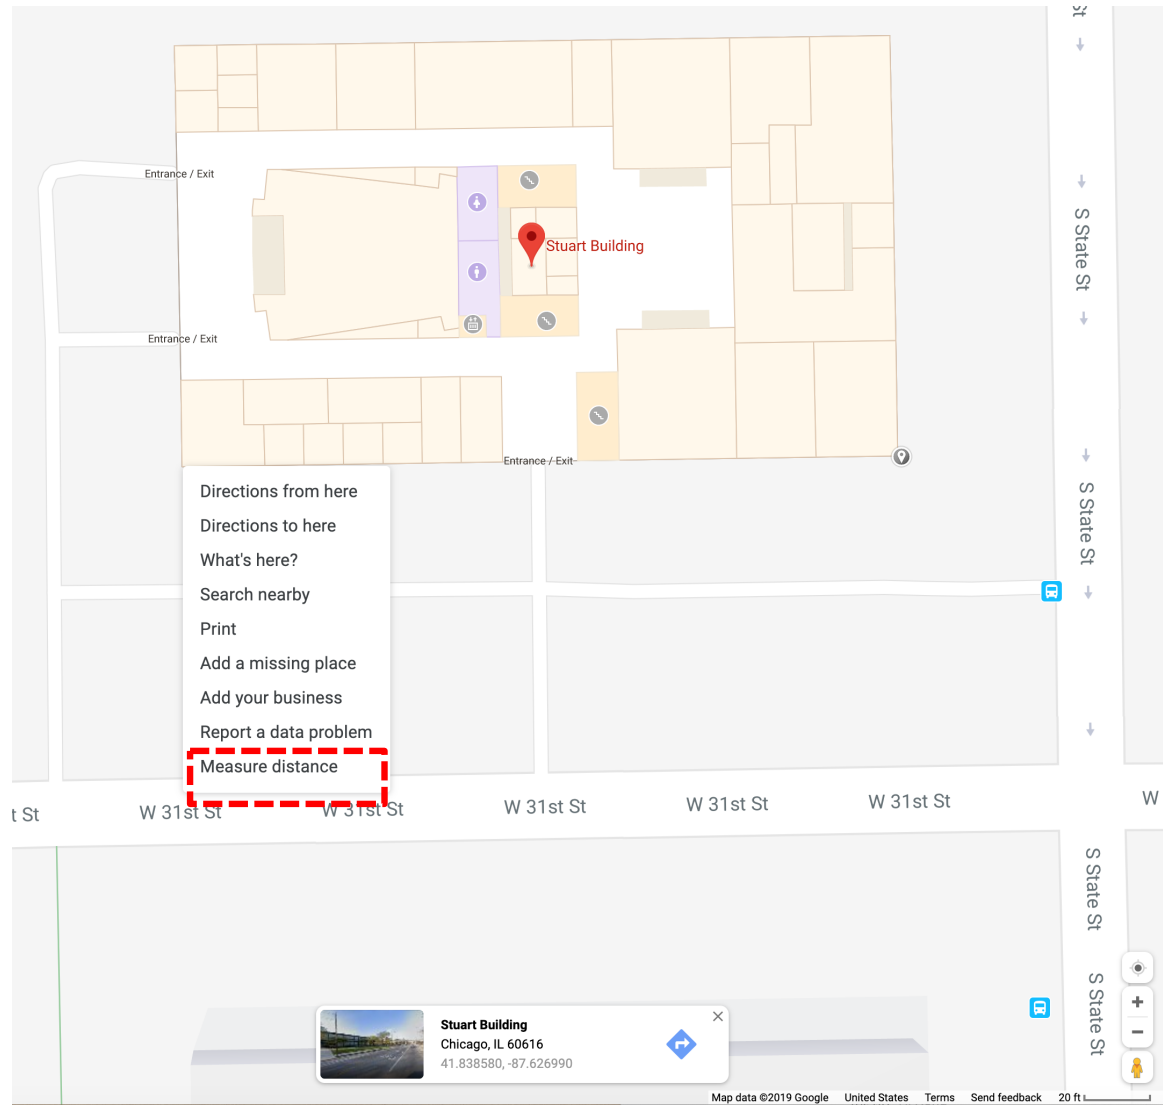 St
Entrance / Exit
S State St
Stuart Building
Entrance / Exit
Entrance / Exit
S State St
Directions from here
Directions to here
What's here?
Search nearby
Print
Add a missing place
Add your business
Report a data problem
Measure distance
t St
W 31st St
W 31st St
W 31st St
W 31st St
W 31st St
W
S State St
S State St
Stuart Building
Chicago, IL 60616
41.838580, -87.626990
Map data ©2019 Google United States Terms Send feedback 20 ft